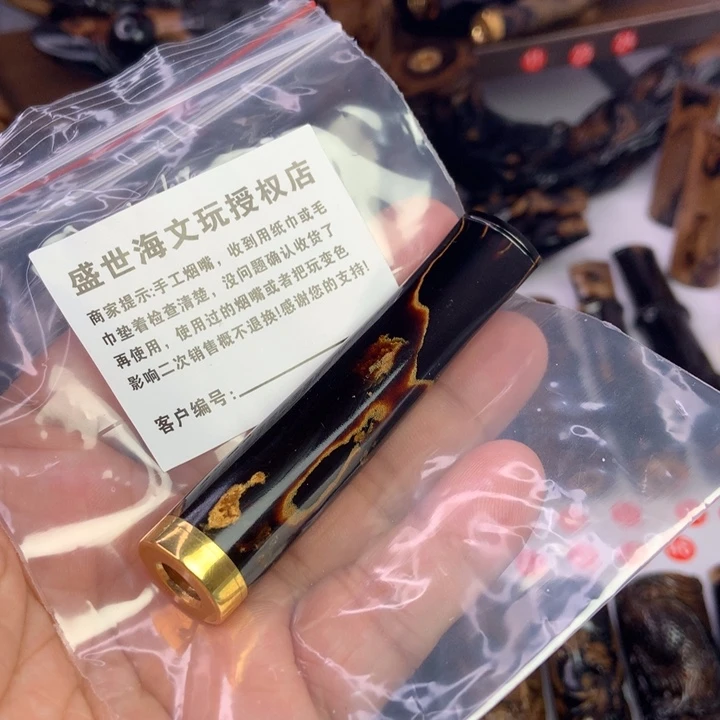 盛世海文玩授权店
商家提示:手工烟嘴，收到用纸巾或毛
巾垫着检查清楚，没问题确认收货了
再使用，使用过的烟嘴或者把玩变色
影响二次销售概不退换!感谢您的支持!
客户编号: